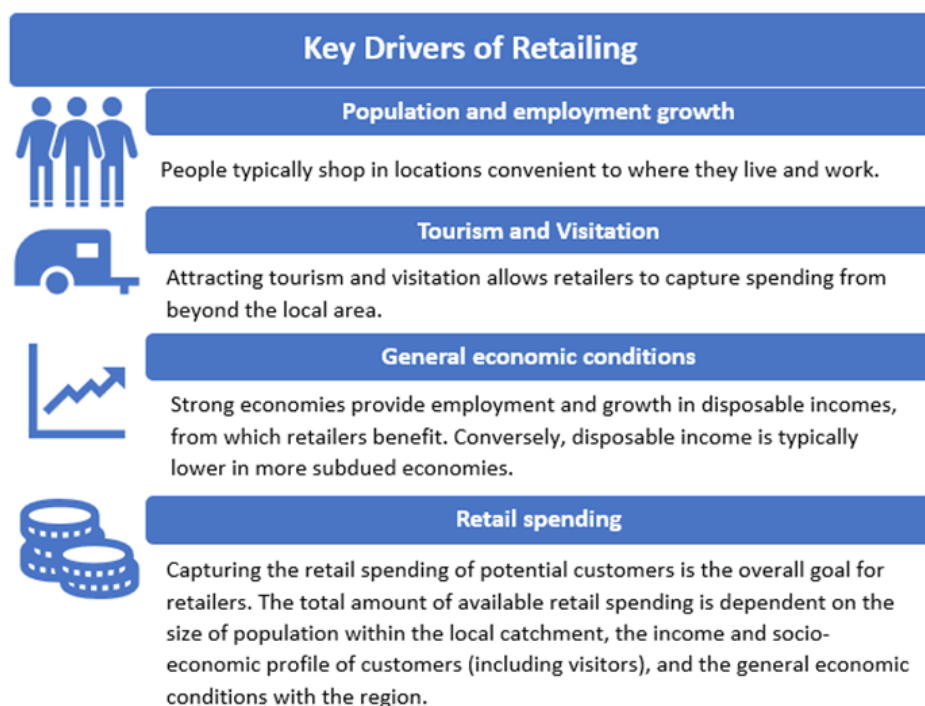 Key Drivers of Retailing
Population and employment growth
People typically shop in locations convenient to where they live and work.
Tourism and Visitation
Attracting tourism and visitation allows retailers to capture spending from
beyond the local area.
General economic conditions
Strong economies provide employment and growth in disposable incomes,
from which retailers benefit. Conversely, disposable income is typically
lower in more subdued economies.
Retail spending
Capturing the retail spending of potential customers is the overall goal for
retailers. The total amount of available retail spending is dependent on the
size of population within the local catchment, the income and socio-
economic profile of customers (including visitors), and the general economic
conditions with the region.